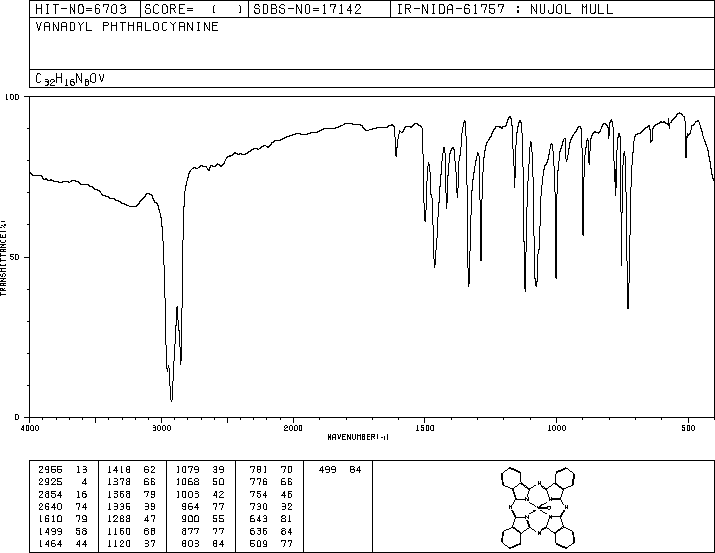 HIT-NO=6703 SCORE= ( ) SDBS-NO=17142 IR-NIDA-61757 : NUJOL MULL
VANADYL PHTHALOCYANINE
C32H16N8OV
100
50
0
TRANSMITTANCE(%)
4000 3000 2000 1500 1000 500
WAVENUMBER(-1)
2955 13 1418 62 1079 39 781 70 499 84
2925 4 1378 66 1068 50 776 66
2854 16 1368 79 1003 42 754 46
2640 74 1335 39 964 77 730 32
1610 79 1288 47 900 55 643 81
1499 58 1160 68 877 77 636 84
1464 44 1120 37 803 84 509 77